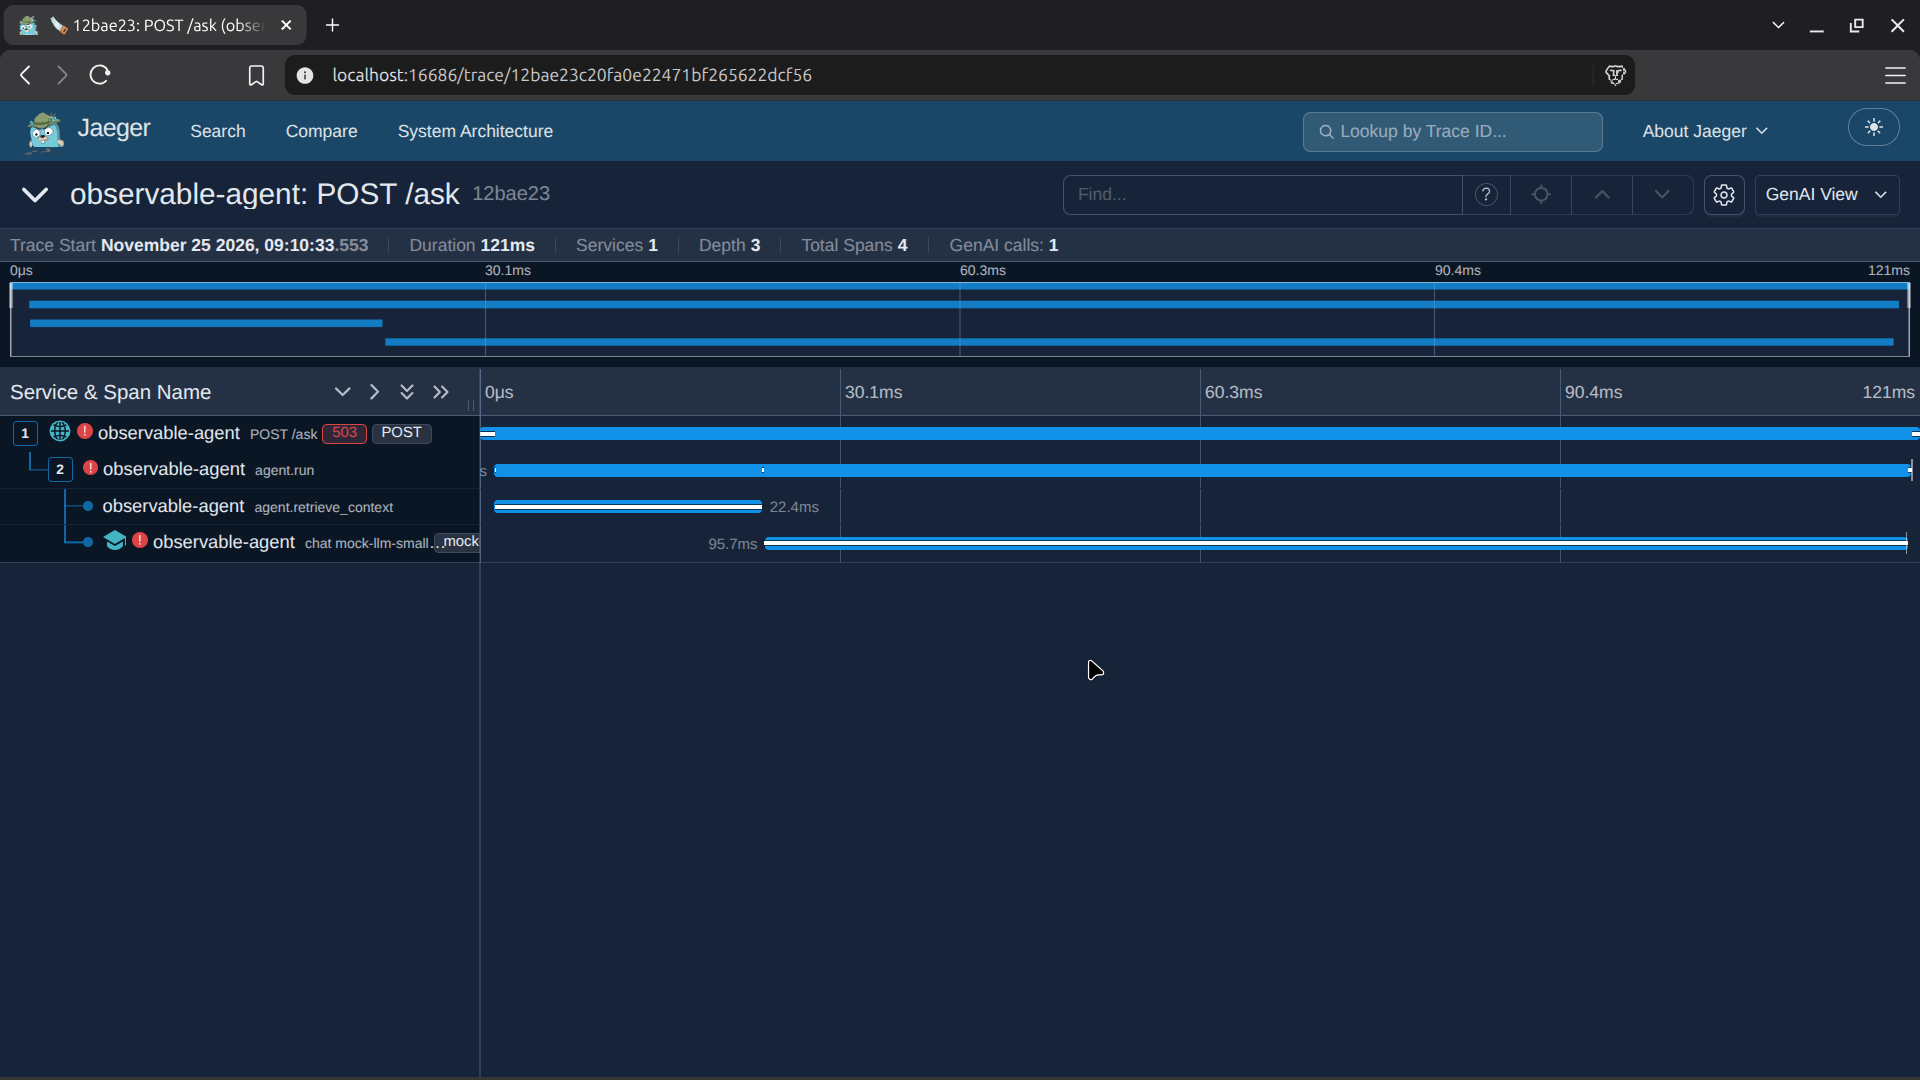 12bae23: POST /ask (obse
localhost:16686/trace/12bae23c20fa0e22471bf265622dcf56
Jaeger
Search
Compare
System Architecture
Lookup by Trace ID...
About Jaeger
observable-agent: POST /ask 12bae23
Find...
GenAI View
Trace Start November 25 2026, 09:10:33.553
Duration 121ms
Services 1
Depth 3
Total Spans 4
GenAI calls: 1
0μs 30.1ms 60.3ms 90.4ms 121ms
Service & Span Name
0μs 30.1ms 60.3ms 90.4ms 121ms
1 observable-agent POST /ask 503 POST
2 observable-agent agent.run s
observable-agent agent.retrieve_context 22.4ms
observable-agent chat mock-llm-small... mock 95.7ms